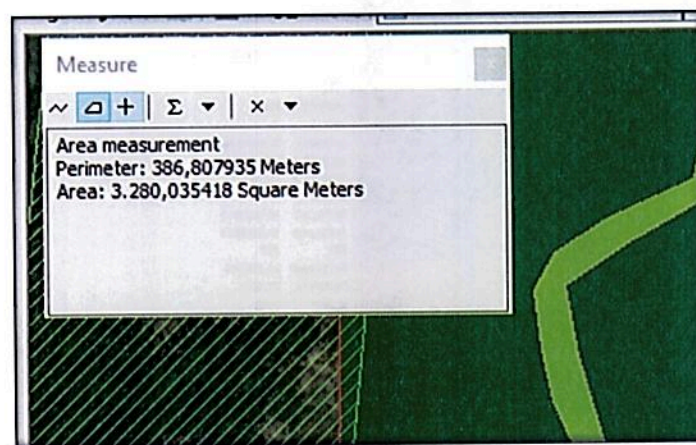 Measure
Area measurement
Perimeter: 386,807935 Meters
Area: 3.280,035418 Square Meters